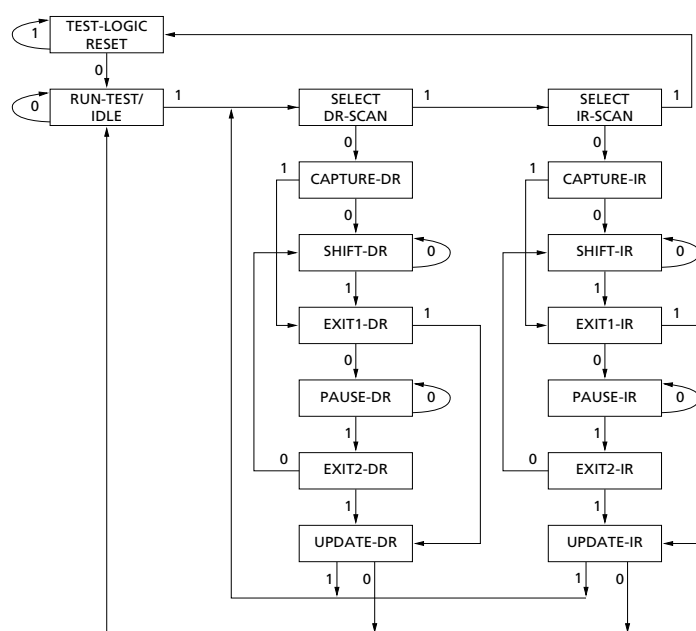 TEST-LOGIC
RESET
1
0
RUN-TEST/
IDLE
0
1
SELECT
DR-SCAN
1
SELECT
IR-SCAN
1
0
0
1
CAPTURE-DR
1
CAPTURE-IR
0
0
SHIFT-DR
0
SHIFT-IR
0
1
1
EXIT1-DR
1
EXIT1-IR
1
0
0
PAUSE-DR
0
PAUSE-IR
0
1
1
0
EXIT2-DR
0
EXIT2-IR
1
1
UPDATE-DR
UPDATE-IR
1
0
1
0